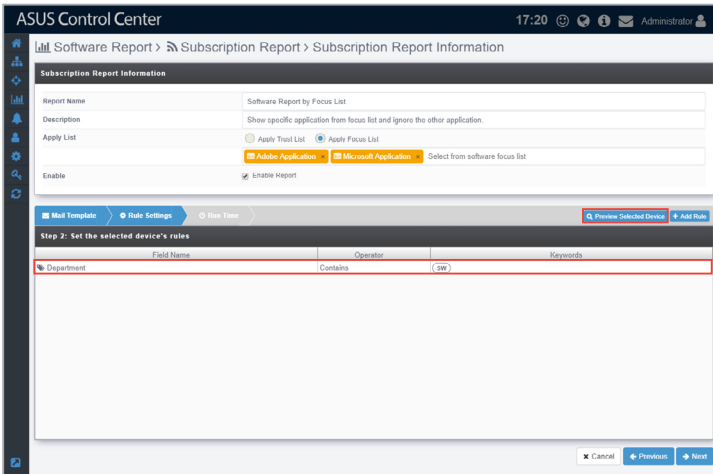 ASUS Control Center
17:20
Administrator
Software Report > Subscription Report > Subscription Report Information
Subscription Report Information
Report Name
Software Report by Focus List
Description
Show specific application from focus list and ignore the other application.
Apply List
Apply Trust List
Apply Focus List
Adobe Application ×
Microsoft Application ×
Select from software focus list
Enable
Enable Report
Mail Template
Rule Settings
Run Time
Preview Selected Device
+ Add Rule
Step 2: Set the selected device's rules
Field Name
Operator
Keywords
Department
Contains
SW
× Cancel
Previous
Next